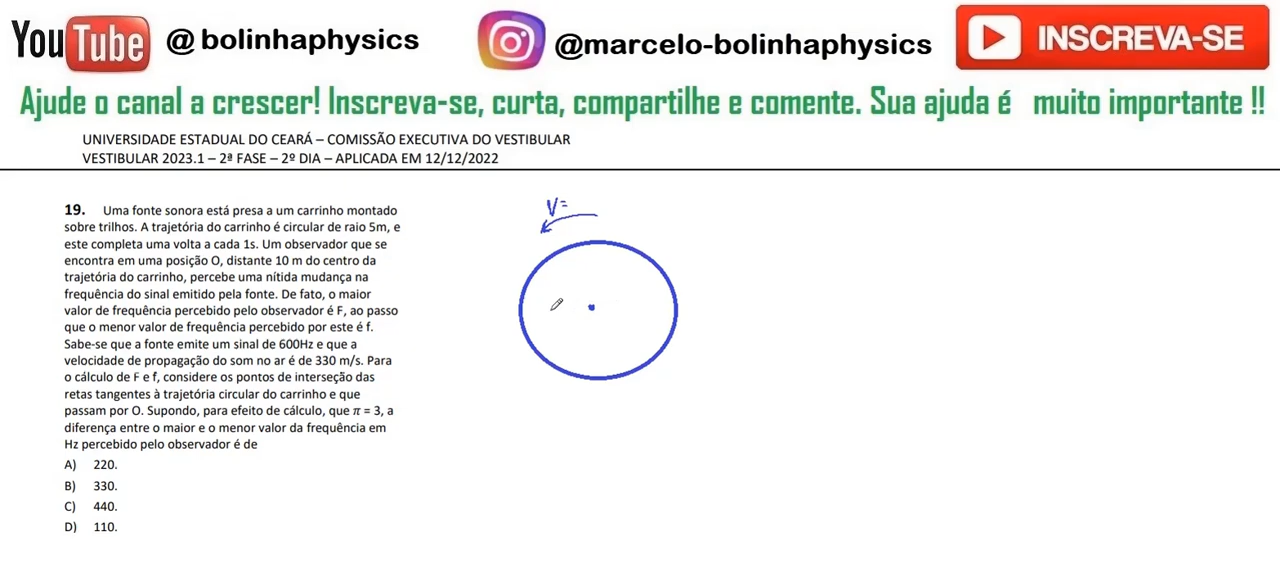 YouTube @ bolinhaphysics @marcelo-bolinhaphysics INSCREVA-SE
Ajude o canal a crescer! Inscreva-se, curta, compartilhe e comente. Sua ajuda é muito importante !!
UNIVERSIDADE ESTADUAL DO CEARÁ – COMISSÃO EXECUTIVA DO VESTIBULAR
VESTIBULAR 2023.1 – 2ª FASE – 2º DIA – APLICADA EM 12/12/2022
19. Uma fonte sonora está presa a um carrinho montado
sobre trilhos. A trajetória do carrinho é circular de raio 5m, e
este completa uma volta a cada 1s. Um observador que se
encontra em uma posição O, distante 10 m do centro da
trajetória do carrinho, percebe uma nítida mudança na
frequência do sinal emitido pela fonte. De fato, o maior
valor de frequência percebido pelo observador é F, ao passo
que o menor valor de frequência percebido por este é f.
Sabe-se que a fonte emite um sinal de 600Hz e que a
velocidade de propagação do som no ar é de 330 m/s. Para
o cálculo de F e f, considere os pontos de interseção das
retas tangentes à trajetória circular do carrinho e que
passam por O. Supondo, para efeito de cálculo, que π = 3, a
diferença entre o maior e o menor valor da frequência em
Hz percebido pelo observador é de
A) 220.
B) 330.
C) 440.
D) 110.
V=